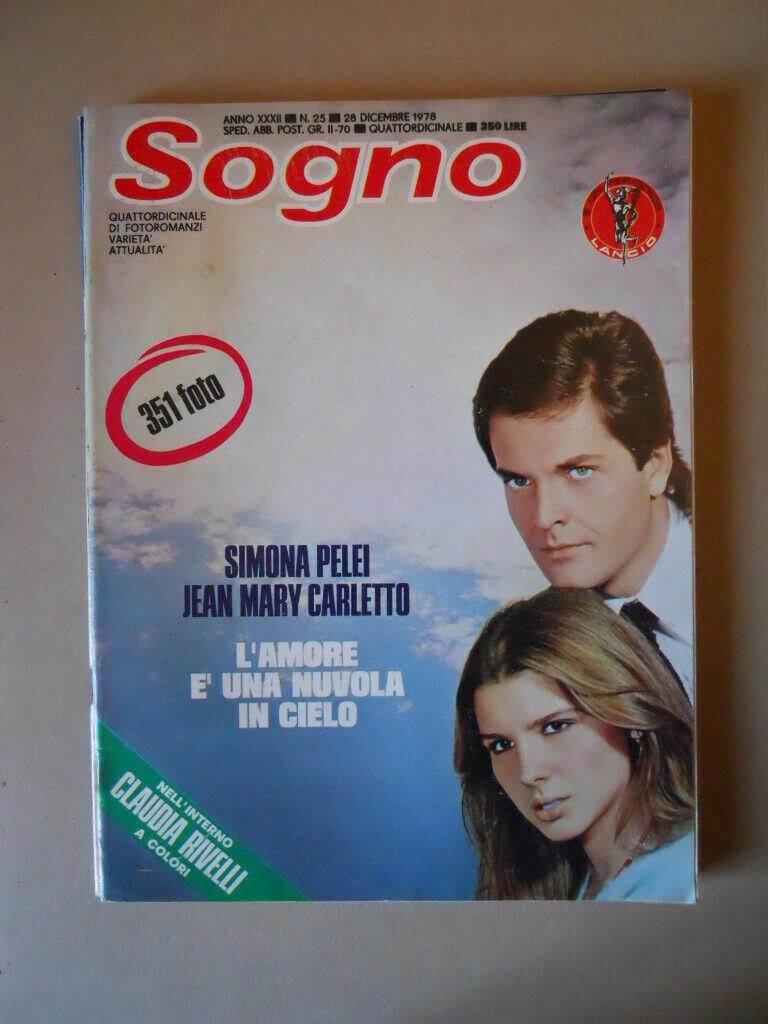 ANNO XXXII ■ N. 25 ■ 28 DICEMBRE 1978
SPED. ABB. POST. GR. II-70 ■ QUATTORDICINALE ■ 350 LIRE
Sogno
QUATTORDICINALE
DI FOTOROMANZI
VARIETA'
ATTUALITA'
LANCIO
351 foto
SIMONA PELEI
JEAN MARY CARLETTO
L'AMORE
E' UNA NUVOLA
IN CIELO
NELL'INTERNO
CLAUDIA RIVELLI
A COLORI